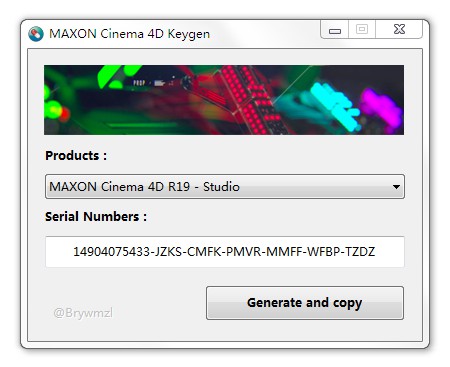 MAXON Cinema 4D Keygen
Products :
MAXON Cinema 4D R19 - Studio
Serial Numbers :
14904075433-JZKS-CMFK-PMVR-MMFF-WFBP-TZDZ
@Brywmzl
Generate and copy